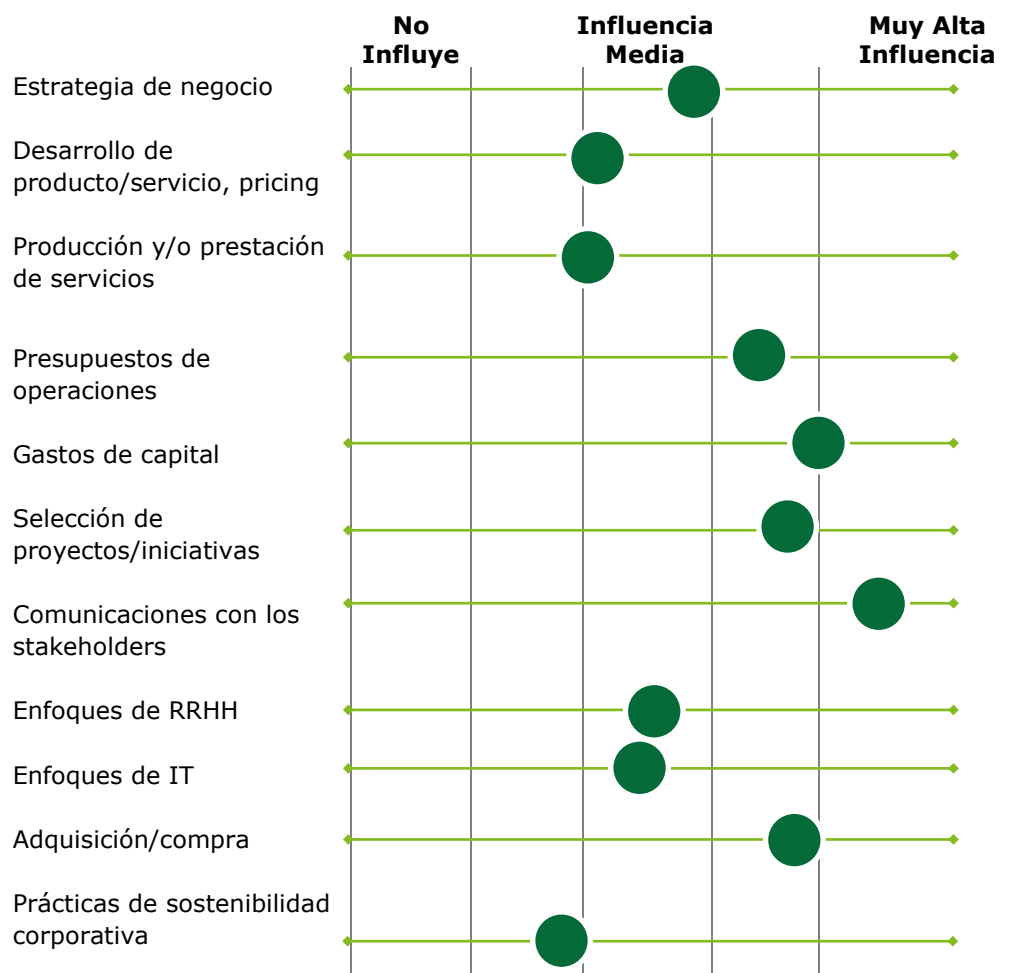 No
Influye
Influencia
Media
Muy Alta
Influencia
Estrategia de negocio
Desarrollo de
producto/servicio, pricing
Producción y/o prestación
de servicios
Presupuestos de
operaciones
Gastos de capital
Selección de
proyectos/iniciativas
Comunicaciones con los
stakeholders
Enfoques de RRHH
Enfoques de IT
Adquisición/compra
Prácticas de sostenibilidad
corporativa